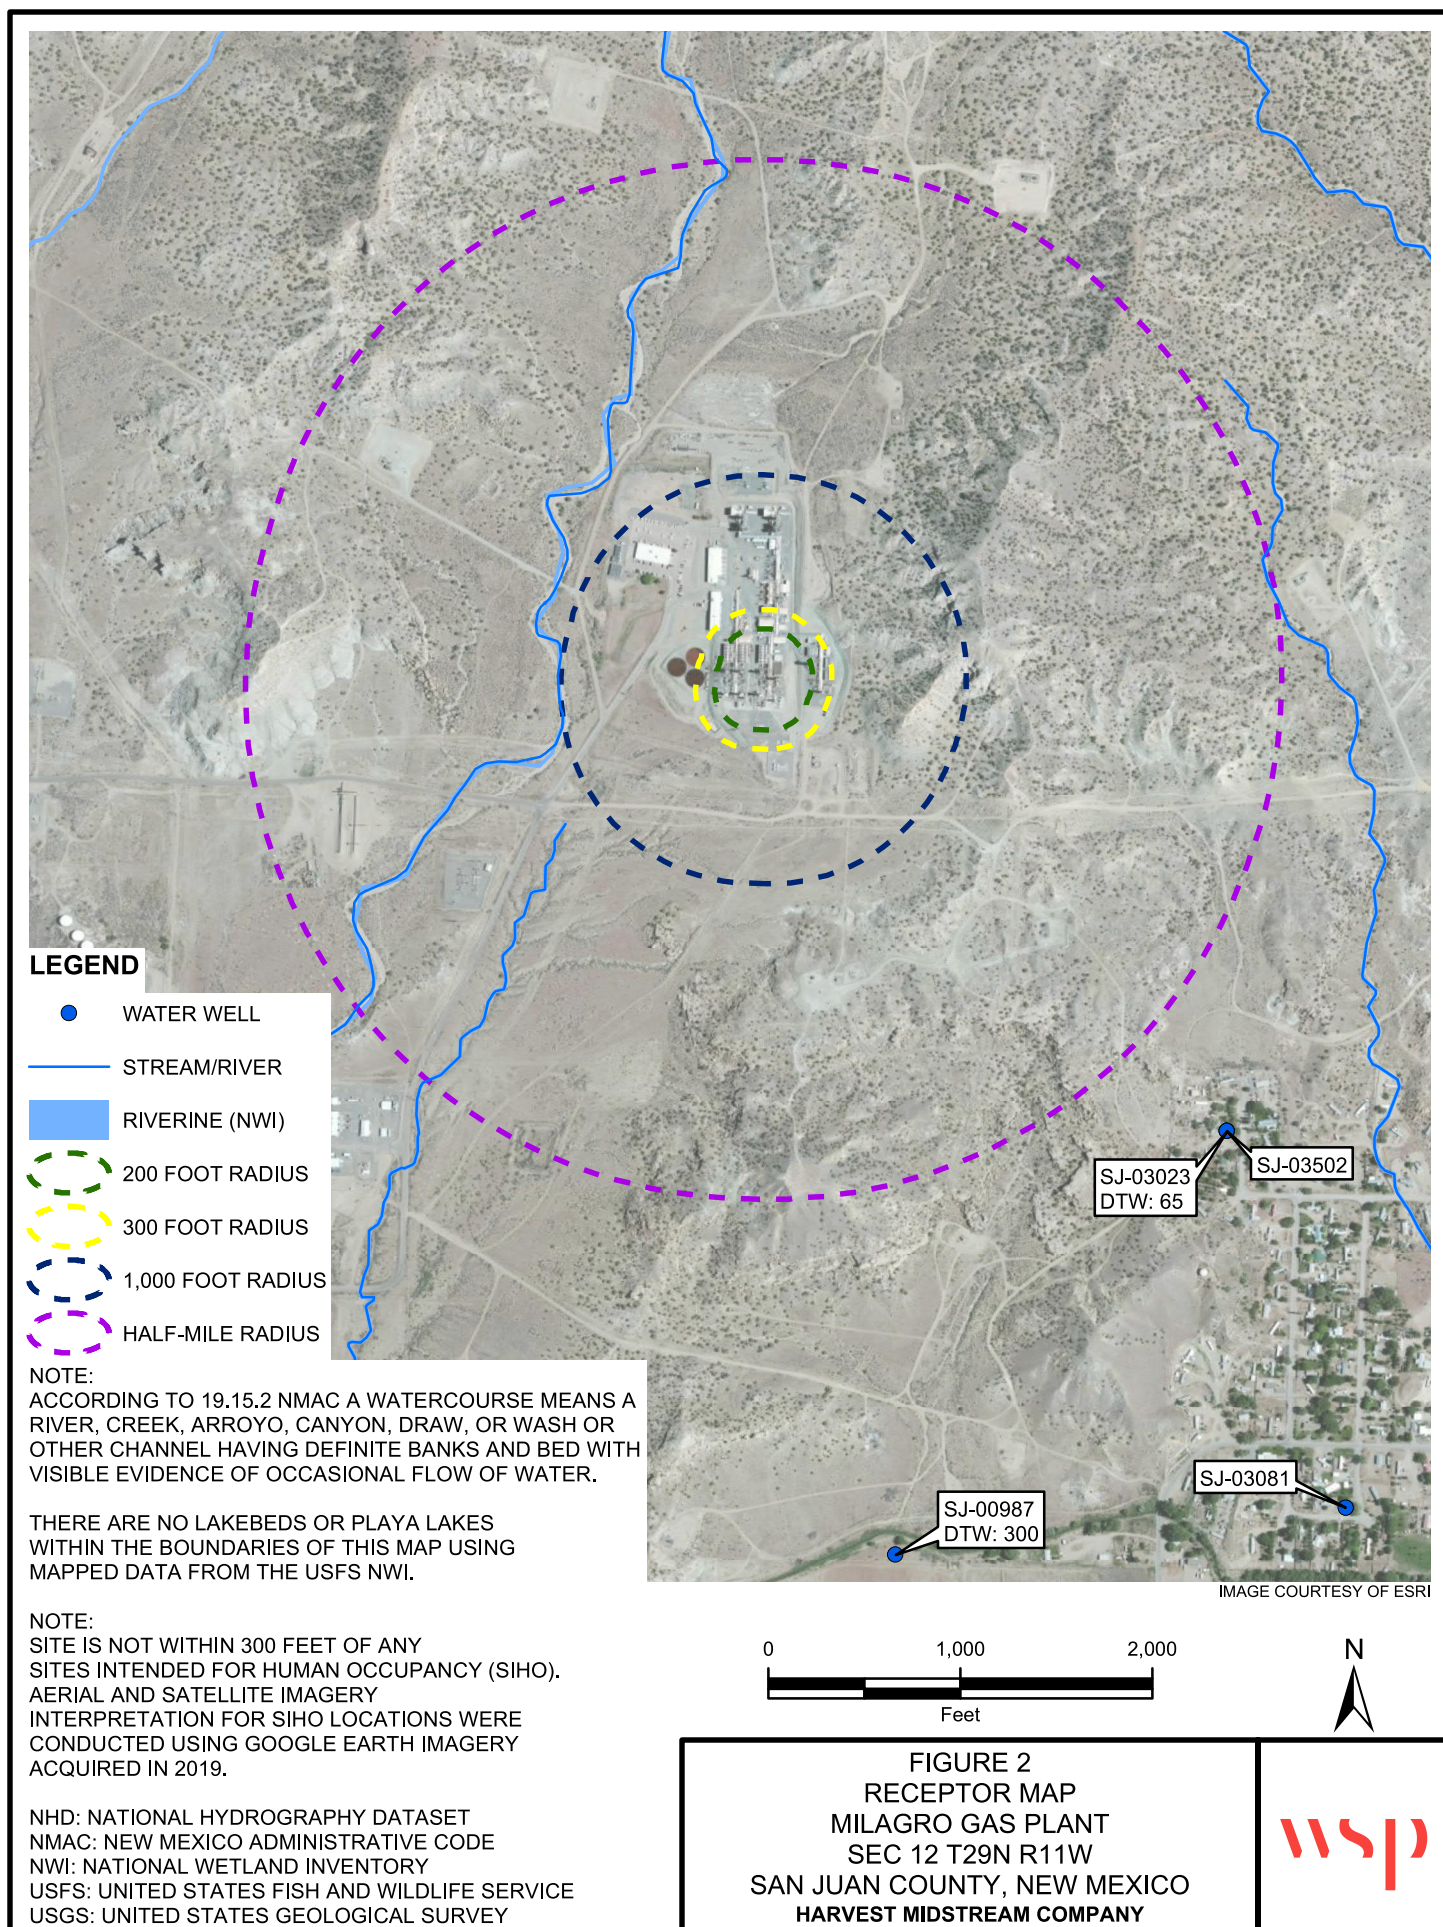 LEGEND
WATER WELL
STREAM/RIVER
RIVERINE (NWI)
200 FOOT RADIUS
300 FOOT RADIUS
1,000 FOOT RADIUS
HALF-MILE RADIUS
NOTE:
ACCORDING TO 19.15.2 NMAC A WATERCOURSE MEANS A
RIVER, CREEK, ARROYO, CANYON, DRAW, OR WASH OR
OTHER CHANNEL HAVING DEFINITE BANKS AND BED WITH
VISIBLE EVIDENCE OF OCCASIONAL FLOW OF WATER.
THERE ARE NO LAKEBEDS OR PLAYA LAKES
WITHIN THE BOUNDARIES OF THIS MAP USING
MAPPED DATA FROM THE USFS NWI.
NOTE:
SITE IS NOT WITHIN 300 FEET OF ANY
SITES INTENDED FOR HUMAN OCCUPANCY (SIHO).
AERIAL AND SATELLITE IMAGERY
INTERPRETATION FOR SIHO LOCATIONS WERE
CONDUCTED USING GOOGLE EARTH IMAGERY
ACQUIRED IN 2019.
NHD: NATIONAL HYDROGRAPHY DATASET
NMAC: NEW MEXICO ADMINISTRATIVE CODE
NWI: NATIONAL WETLAND INVENTORY
USFS: UNITED STATES FISH AND WILDLIFE SERVICE
USGS: UNITED STATES GEOLOGICAL SURVEY
SJ-03023
DTW: 65
SJ-03502
SJ-03081
SJ-00987
DTW: 300
IMAGE COURTESY OF ESRI
0 1,000 2,000
Feet
N
FIGURE 2
RECEPTOR MAP
MILAGRO GAS PLANT
SEC 12 T29N R11W
SAN JUAN COUNTY, NEW MEXICO
HARVEST MIDSTREAM COMPANY
wsp